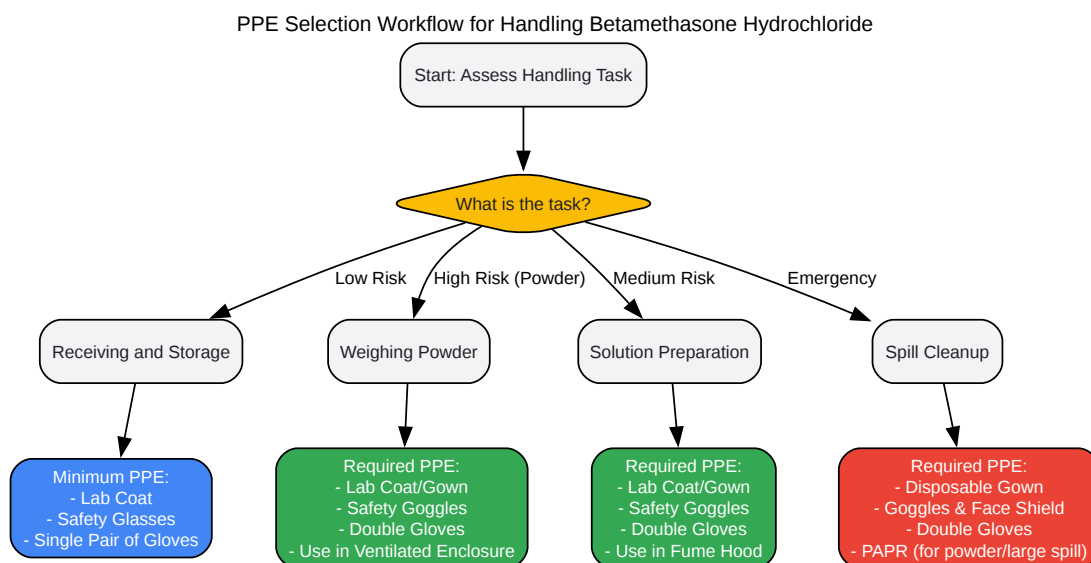 PPE Selection Workflow for Handling Betamethasone Hydrochloride
Start: Assess Handling Task
What is the task?
Low Risk
High Risk (Powder)
Medium Risk
Emergency
Receiving and Storage
Weighing Powder
Solution Preparation
Spill Cleanup
Minimum PPE:
- Lab Coat
- Safety Glasses
- Single Pair of Gloves
Required PPE:
- Lab Coat/Gown
- Safety Goggles
- Double Gloves
- Use in Ventilated Enclosure
Required PPE:
- Lab Coat/Gown
- Safety Goggles
- Double Gloves
- Use in Fume Hood
Required PPE:
- Disposable Gown
- Goggles & Face Shield
- Double Gloves
- PAPR (for powder/large spill)